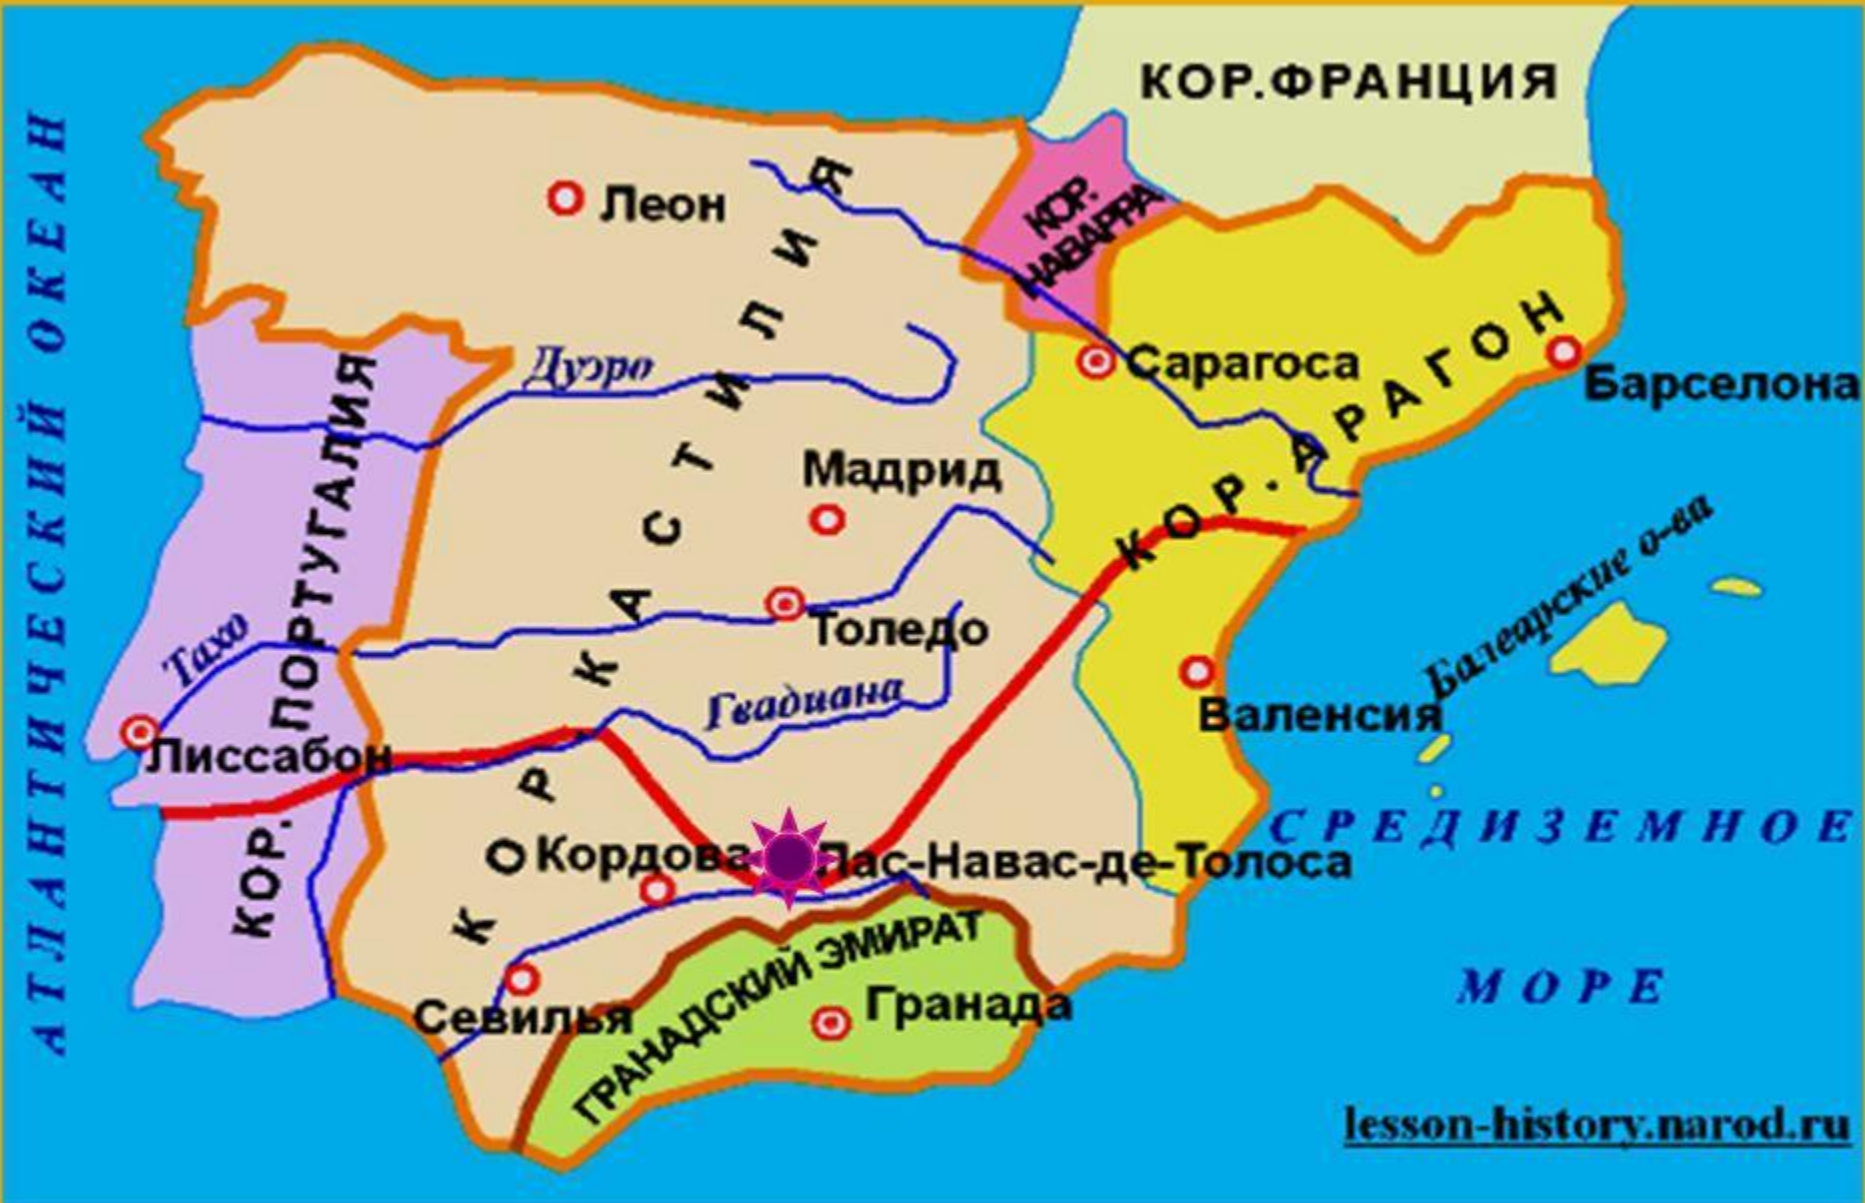 КОР.ФРАНЦИЯ
АТЛАНТИЧЕСКИЙ ОКЕАН
Леон
КОР.
НАВАРРА
КОР. КАСТИЛИЯ
Дуэро
Сарагоса
КОР. АРАГОН
Барселона
КОР. ПОРТУГАЛИЯ
Мадрид
Балеарские о-ва
Тахо
Толедо
Гвадиана
Валенсия
Лиссабон
СРЕДИЗЕМНОЕ
МОРЕ
Кордова
Лас-Навас-де-Толоса
ГРАНАДСКИЙ ЭМИРАТ
Гранада
Севилья
lesson-history.narod.ru